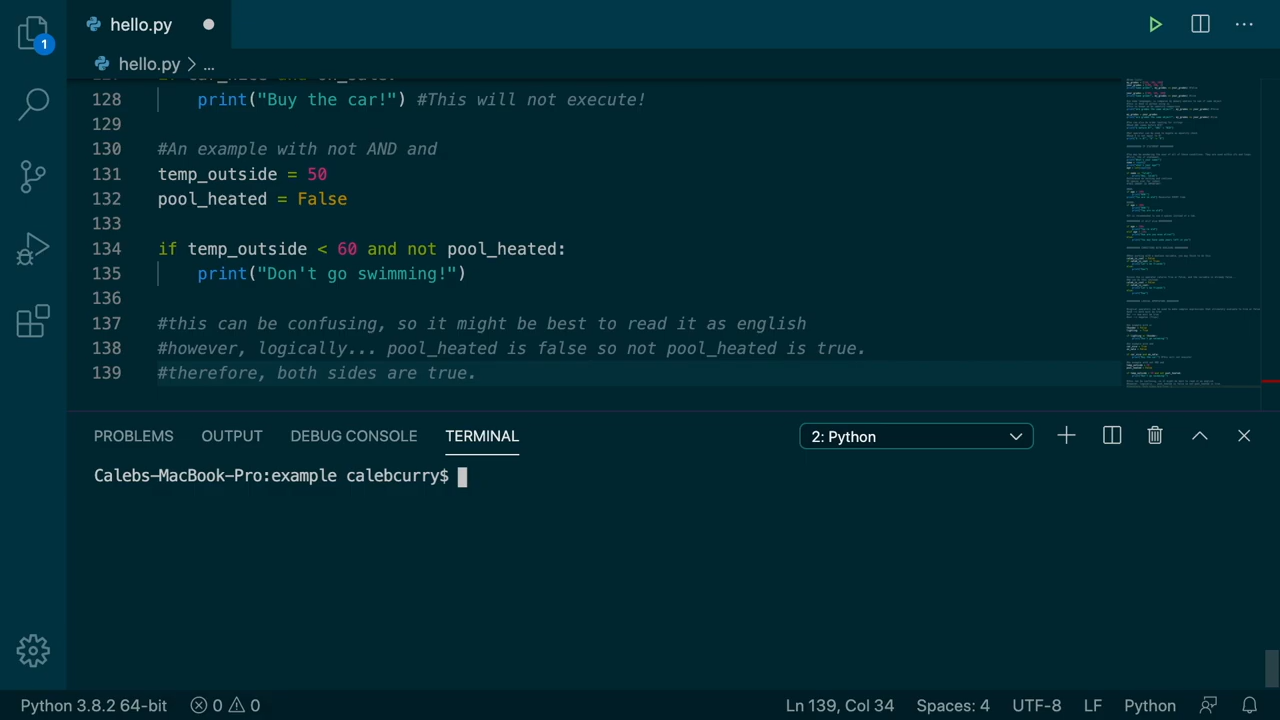 1
hello.py
hello.py > ...
128 print("Buy the car!") #This will not execute!
129
130 #An example with not AND and
131 temp_outside = 50
132 pool_heated = False
133
134 if temp_outside < 60 and not pool_heated:
135 print("Don't go swimming!")
136
137 #this can be confusing, so it might be best to read it as english
138 #however, logically... pool_heated is false so not pool_heated is true.
139 #therefore, both sides are true.
PROBLEMS OUTPUT DEBUG CONSOLE TERMINAL 2: Python
Calebs-MacBook-Pro:example calebcurry$
Python 3.8.2 64-bit 0 0 Ln 139, Col 34 Spaces: 4 UTF-8 LF Python